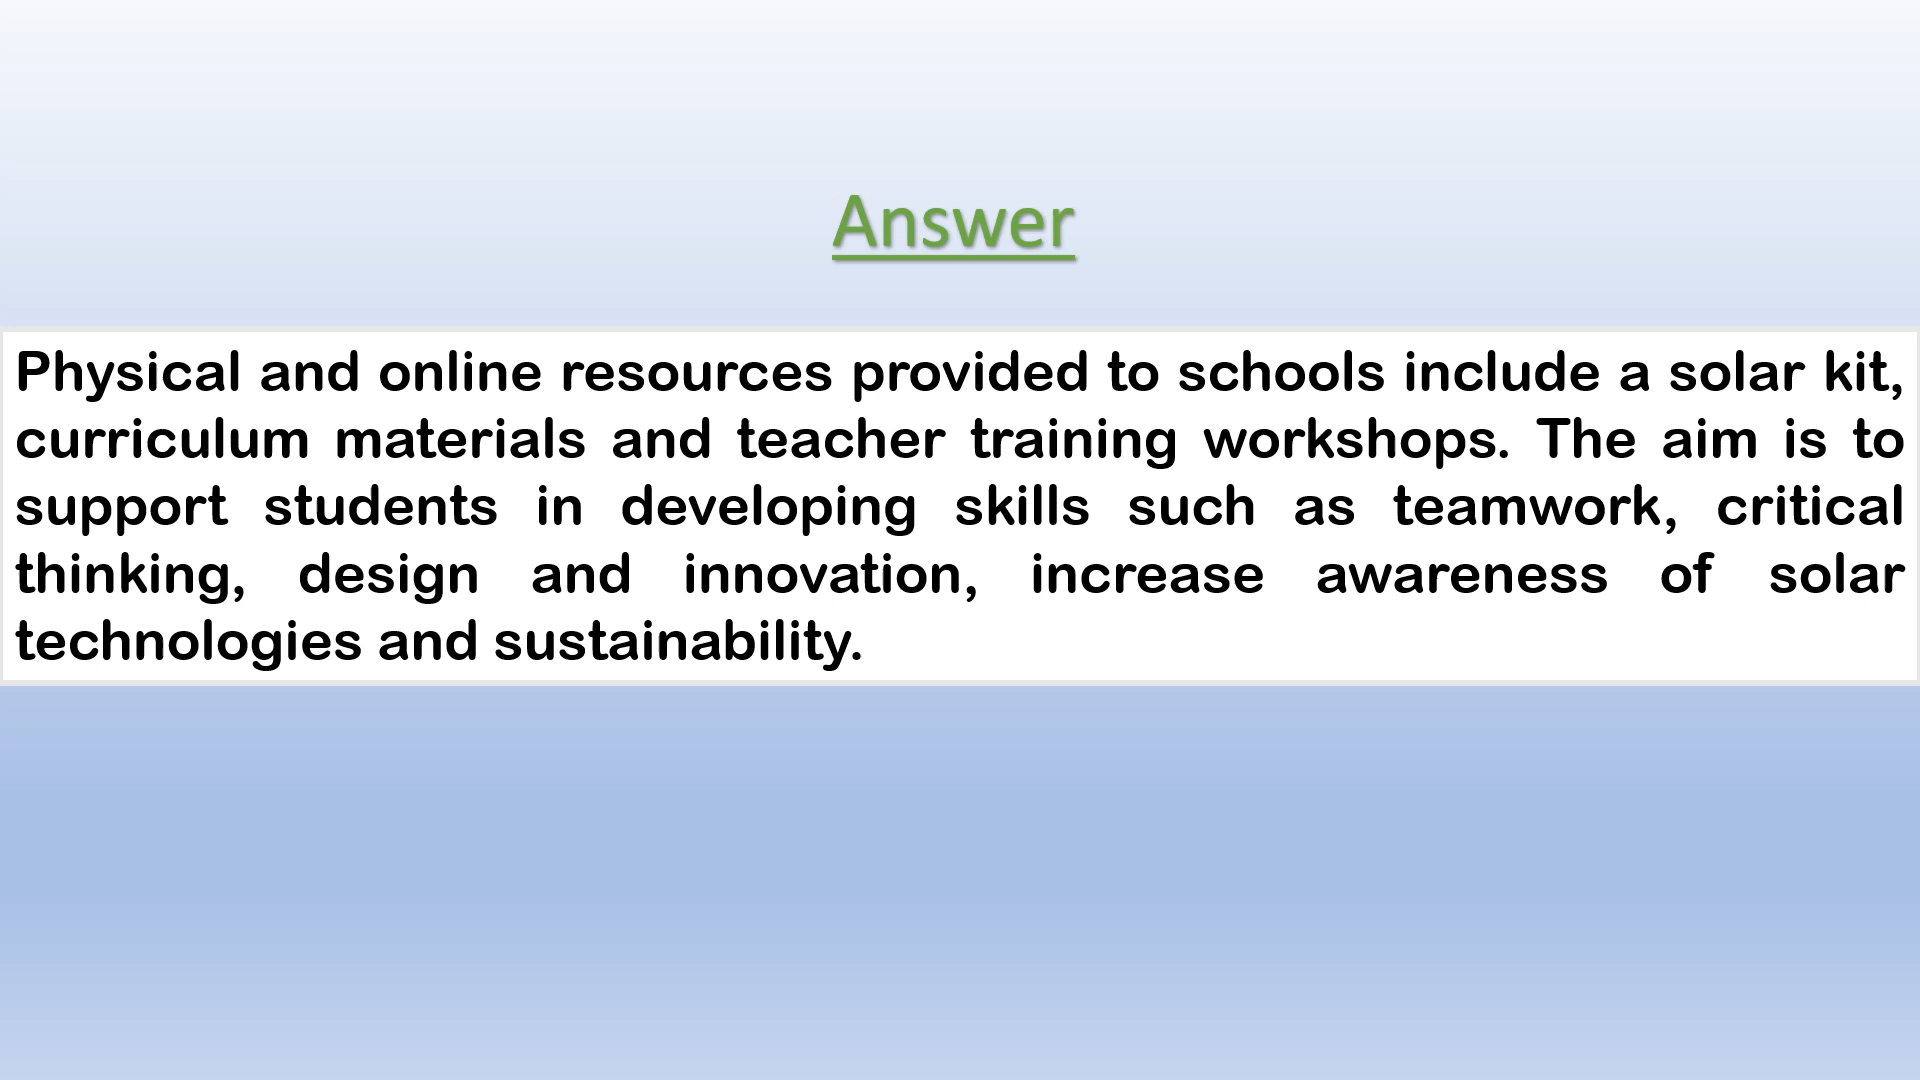 Answer
Physical and online resources provided to schools include a solar kit,
curriculum materials and teacher training workshops. The aim is to
support students in developing skills such as teamwork, critical
thinking, design and innovation, increase awareness of solar
technologies and sustainability.